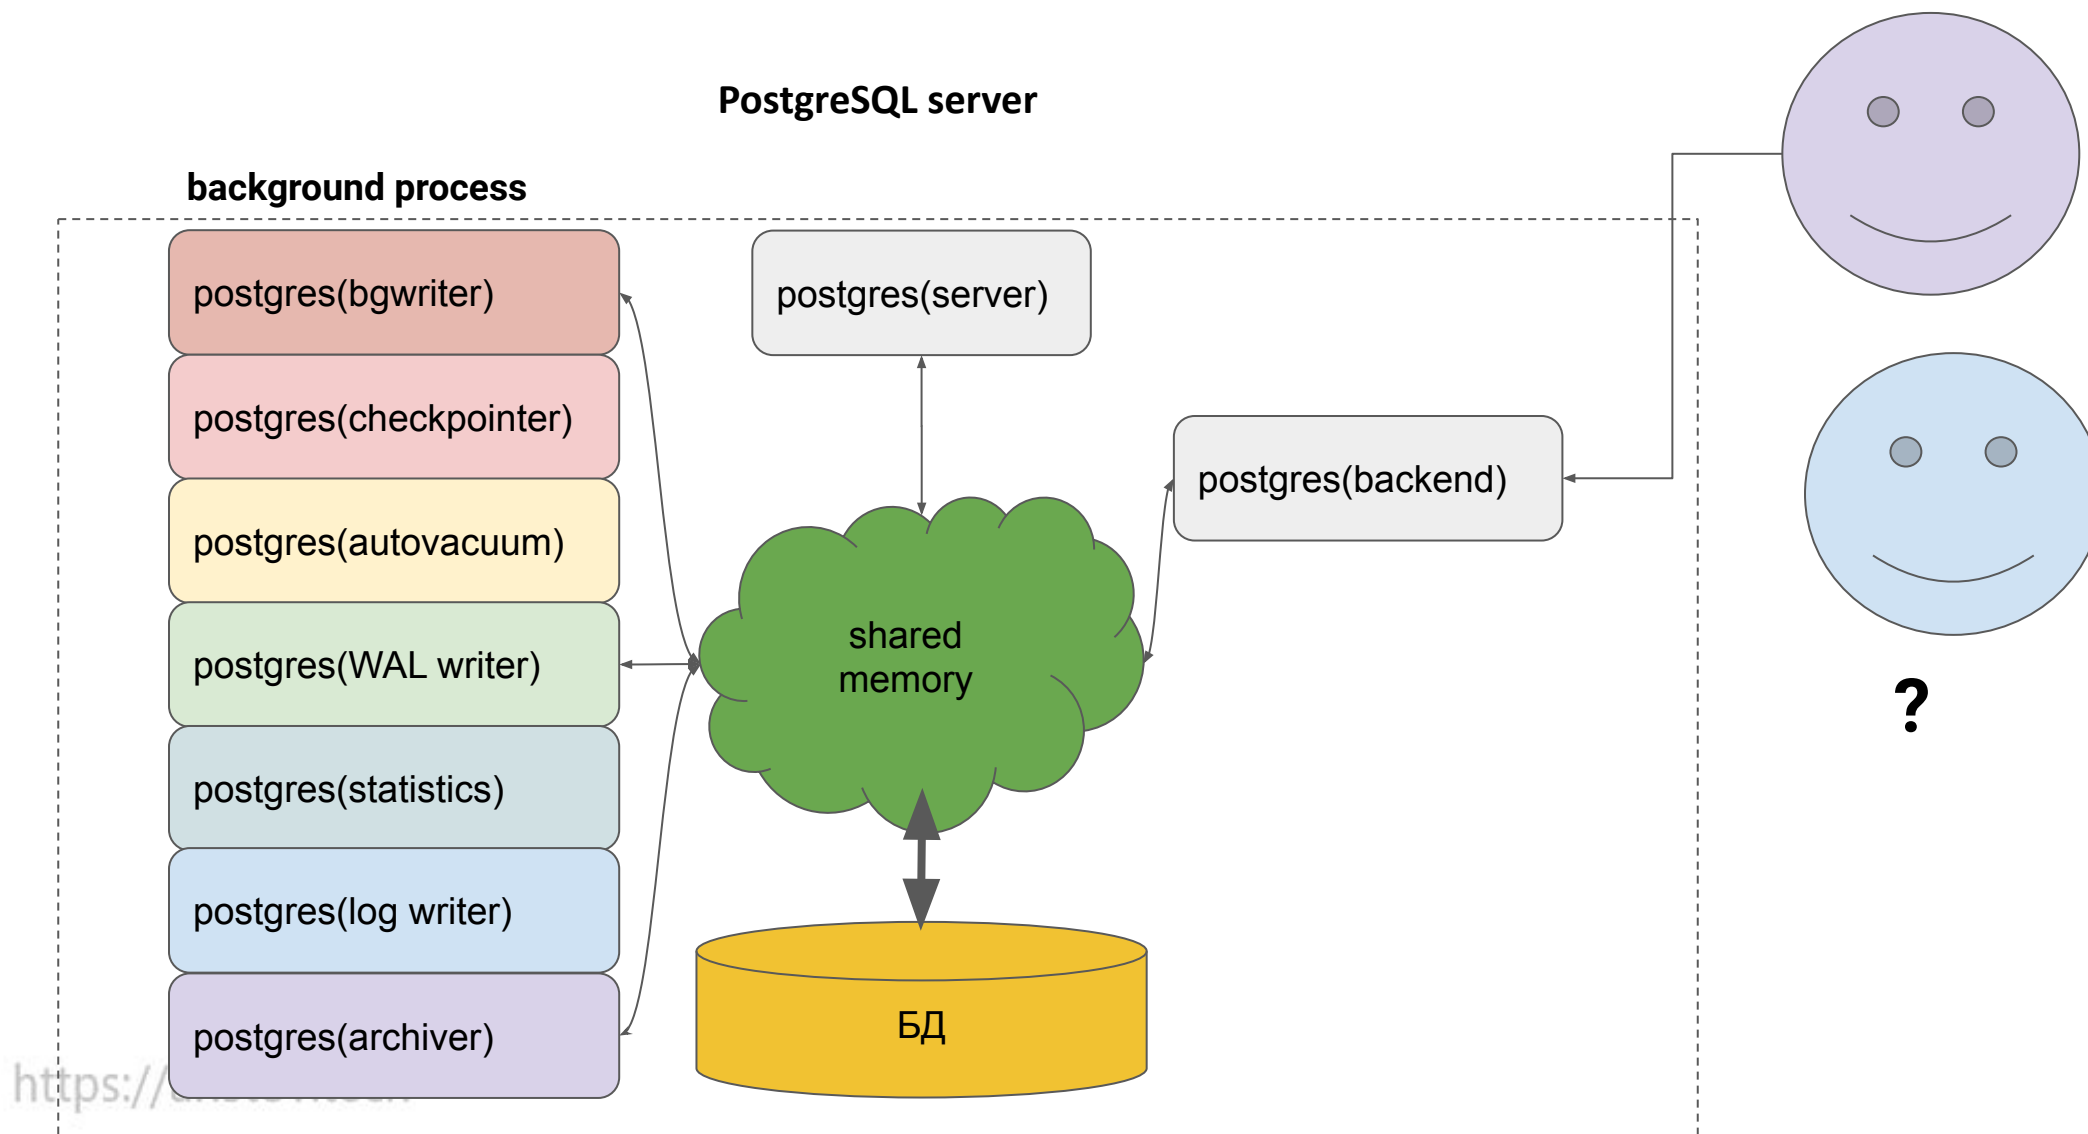 PostgreSQL server
background process
postgres(bgwriter)
postgres(server)
postgres(checkpointer)
postgres(backend)
postgres(autovacuum)
shared
memory
postgres(WAL writer)
?
postgres(statistics)
postgres(log writer)
БД
postgres(archiver)
https://